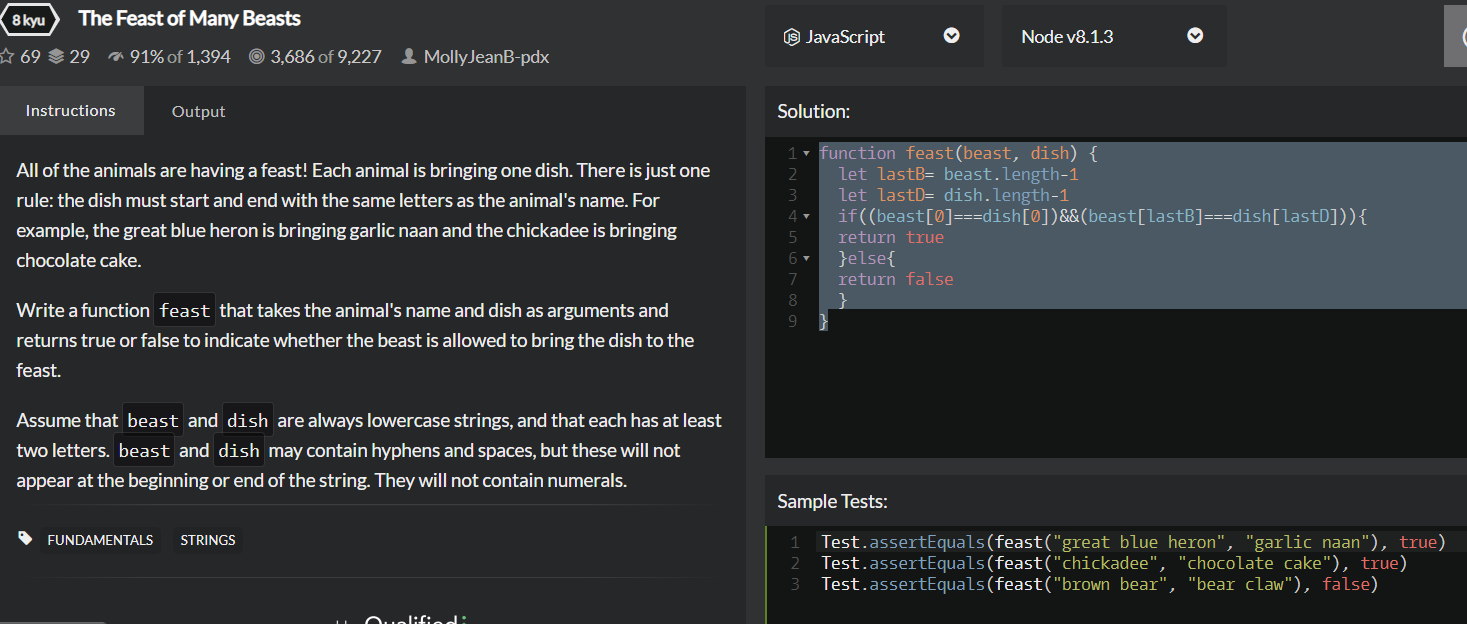 8 kyu The Feast of Many Beasts
69 29 91% of 1,394 3,686 of 9,227 MollyJeanB-pdx
JavaScript
Node v8.1.3
Instructions
Output
All of the animals are having a feast! Each animal is bringing one dish. There is just one
rule: the dish must start and end with the same letters as the animal's name. For
example, the great blue heron is bringing garlic naan and the chickadee is bringing
chocolate cake.
Write a function feast that takes the animal's name and dish as arguments and
returns true or false to indicate whether the beast is allowed to bring the dish to the
feast.
Assume that beast and dish are always lowercase strings, and that each has at least
two letters. beast and dish may contain hyphens and spaces, but these will not
appear at the beginning or end of the string. They will not contain numerals.
FUNDAMENTALS STRINGS
Qualified
Solution:
1 function feast(beast, dish) {
2 let lastB= beast.length-1
3 let lastD= dish.length-1
4 if((beast[0]===dish[0])&&(beast[lastB]===dish[lastD])){
5 return true
6 }else{
7 return false
8 }
9 }
Sample Tests:
1 Test.assertEquals(feast("great blue heron", "garlic naan"), true)
2 Test.assertEquals(feast("chickadee", "chocolate cake"), true)
3 Test.assertEquals(feast("brown bear", "bear claw"), false)